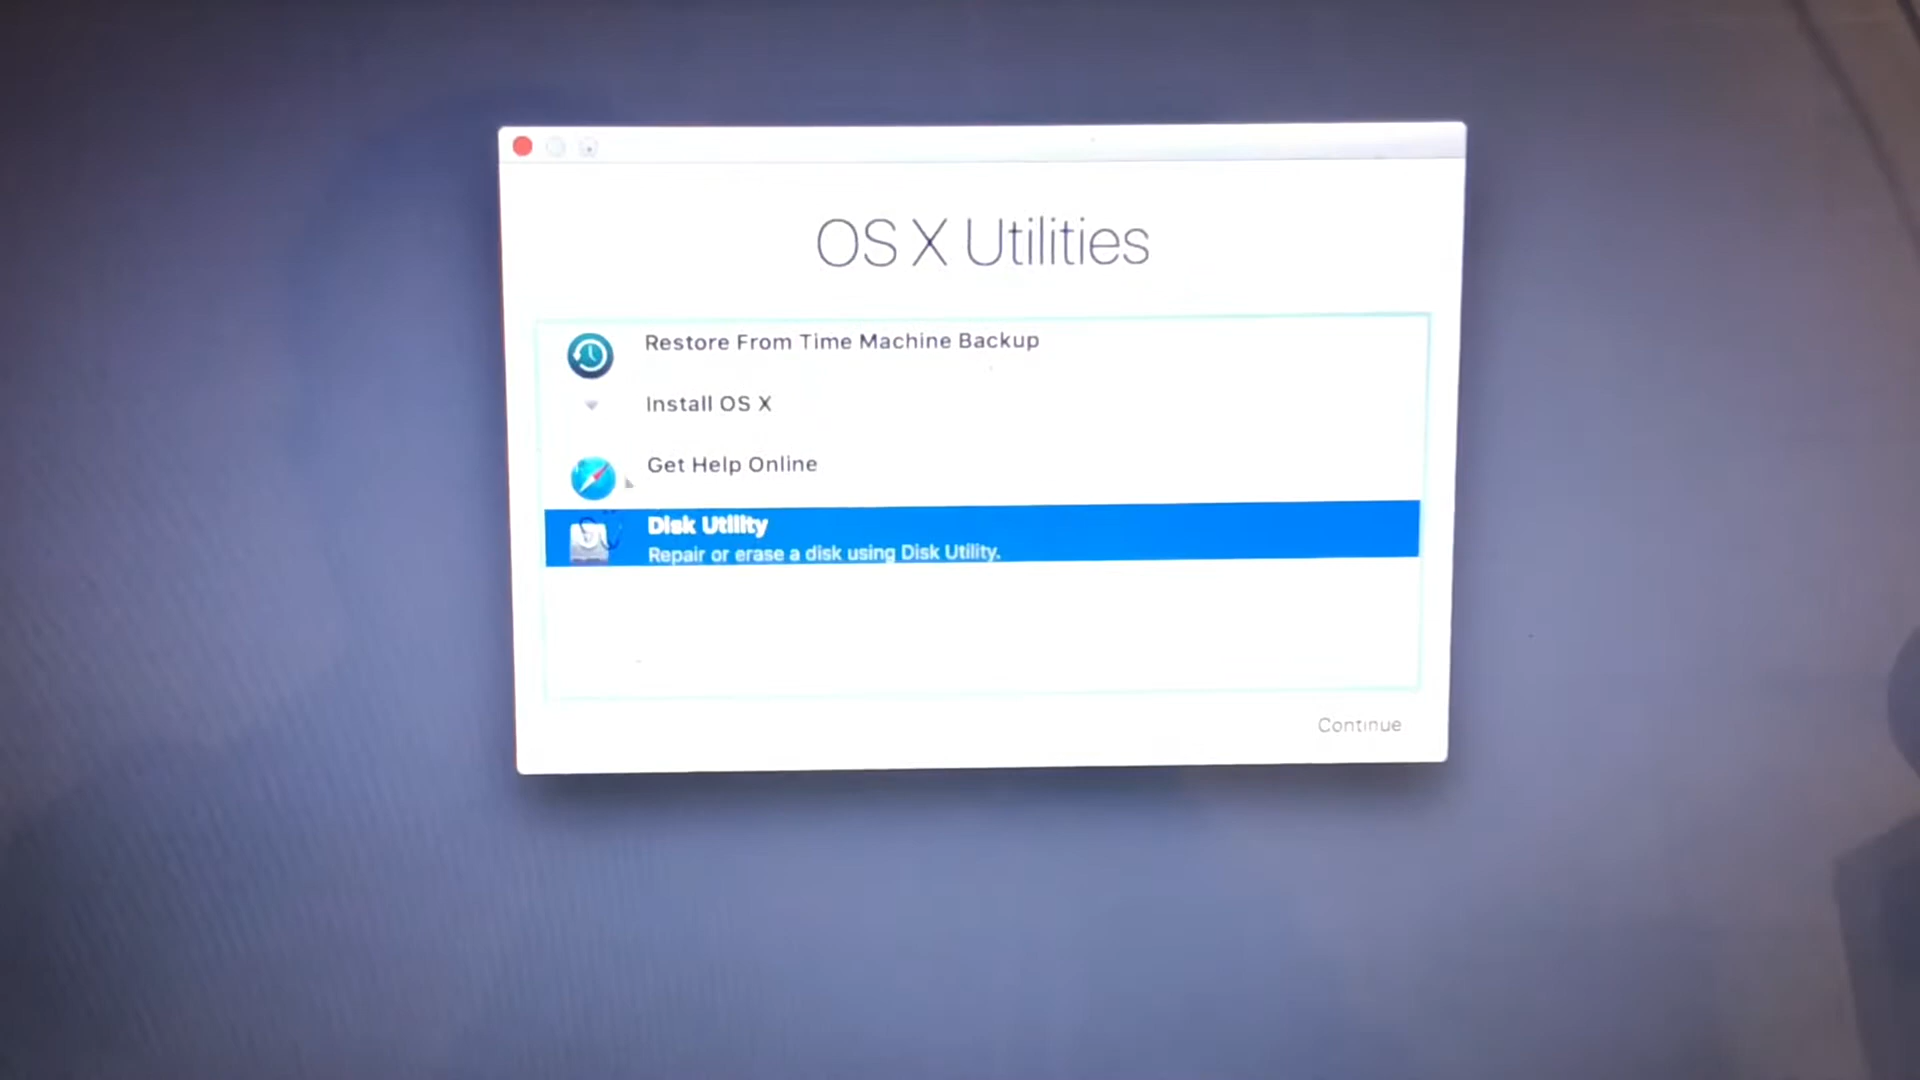 OS X Utilities
Restore From Time Machine Backup
Install OS X
Get Help Online
Disk Utility
Repair or erase a disk using Disk Utility.
Continue